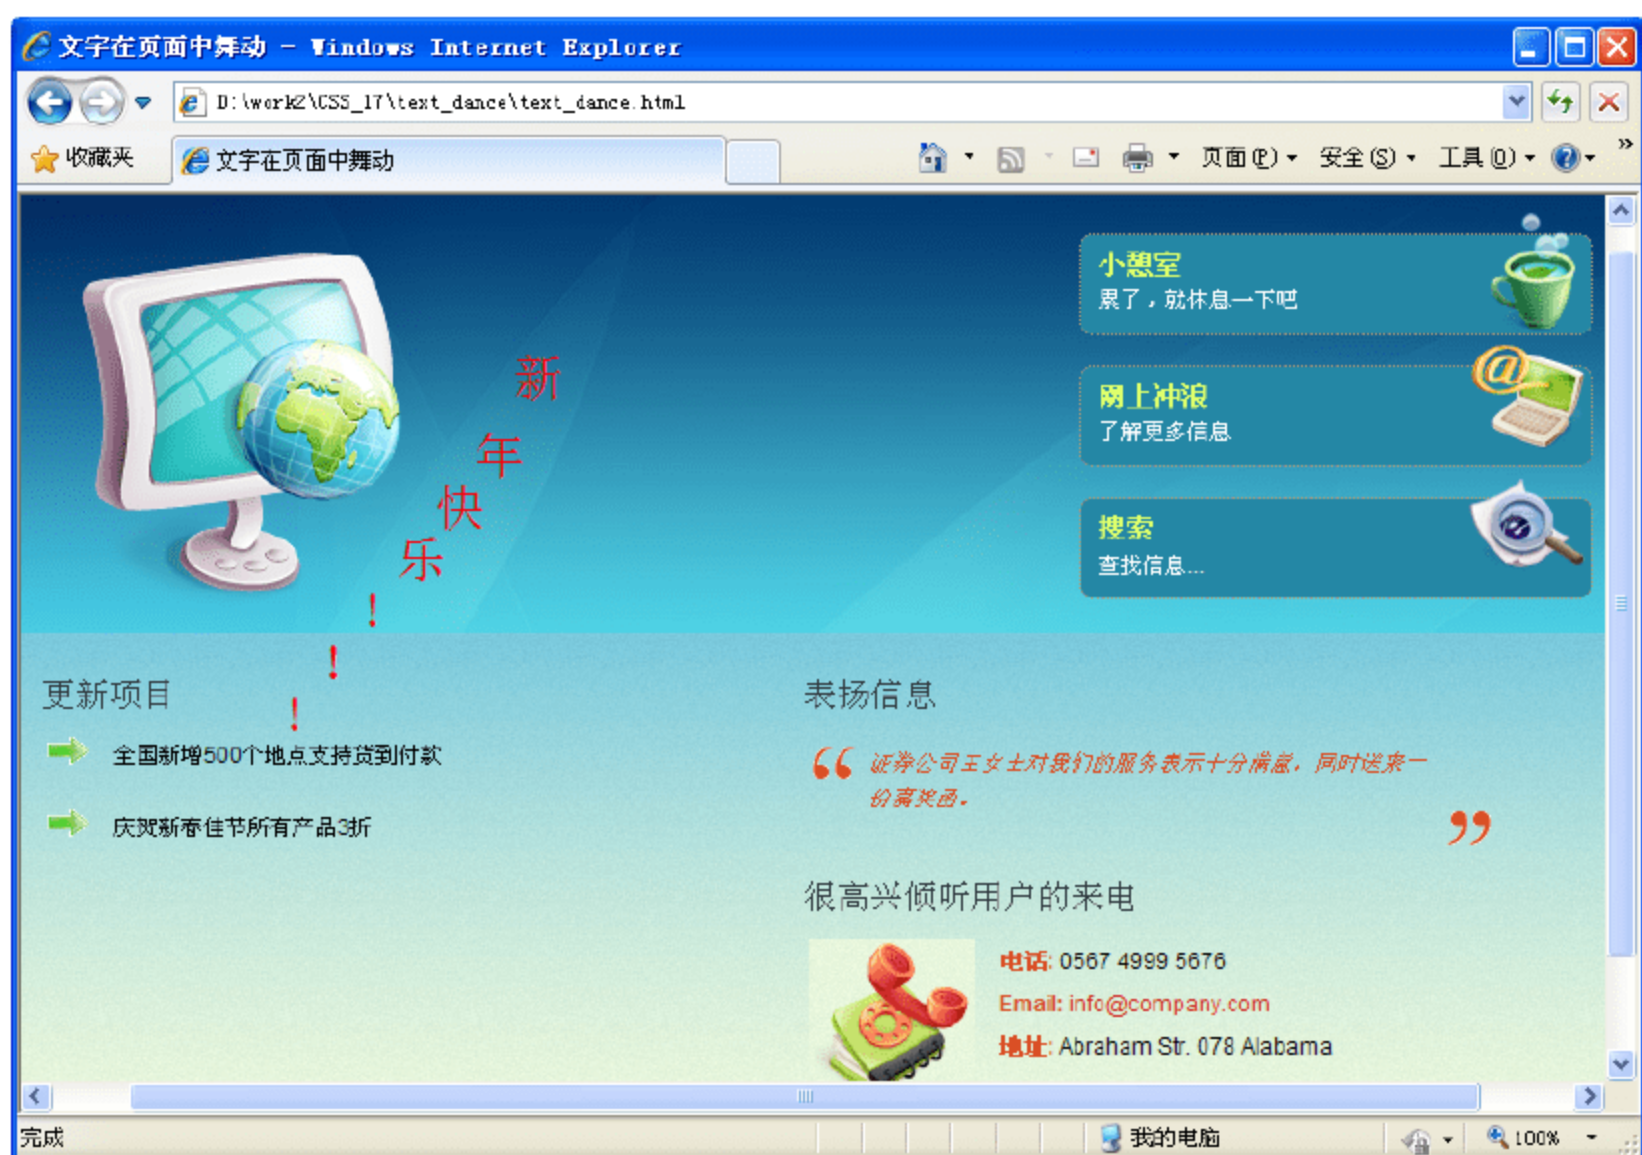 文字在页面中舞动 - Windows Internet Explorer
D:\work2\CSS_17\text_dance\text_dance.html
收藏夹
文字在页面中舞动
页面(P)
安全(S)
工具(O)
»
小憩室
累了，就休息一下吧
网上冲浪
了解更多信息
搜索
查找信息...
新
年
快
乐
！
！
！
更新项目
全国新增500个地点支持货到付款
庆贺新春佳节所有产品3折
表扬信息
“ 证券公司王女士对我们的服务表示十分满意，同时送来一
份嘉奖函。 ”
很高兴倾听用户的来电
电话: 0567 4999 5676
Email: info@company.com
地址: Abraham Str. 078 Alabama
完成
我的电脑
100%